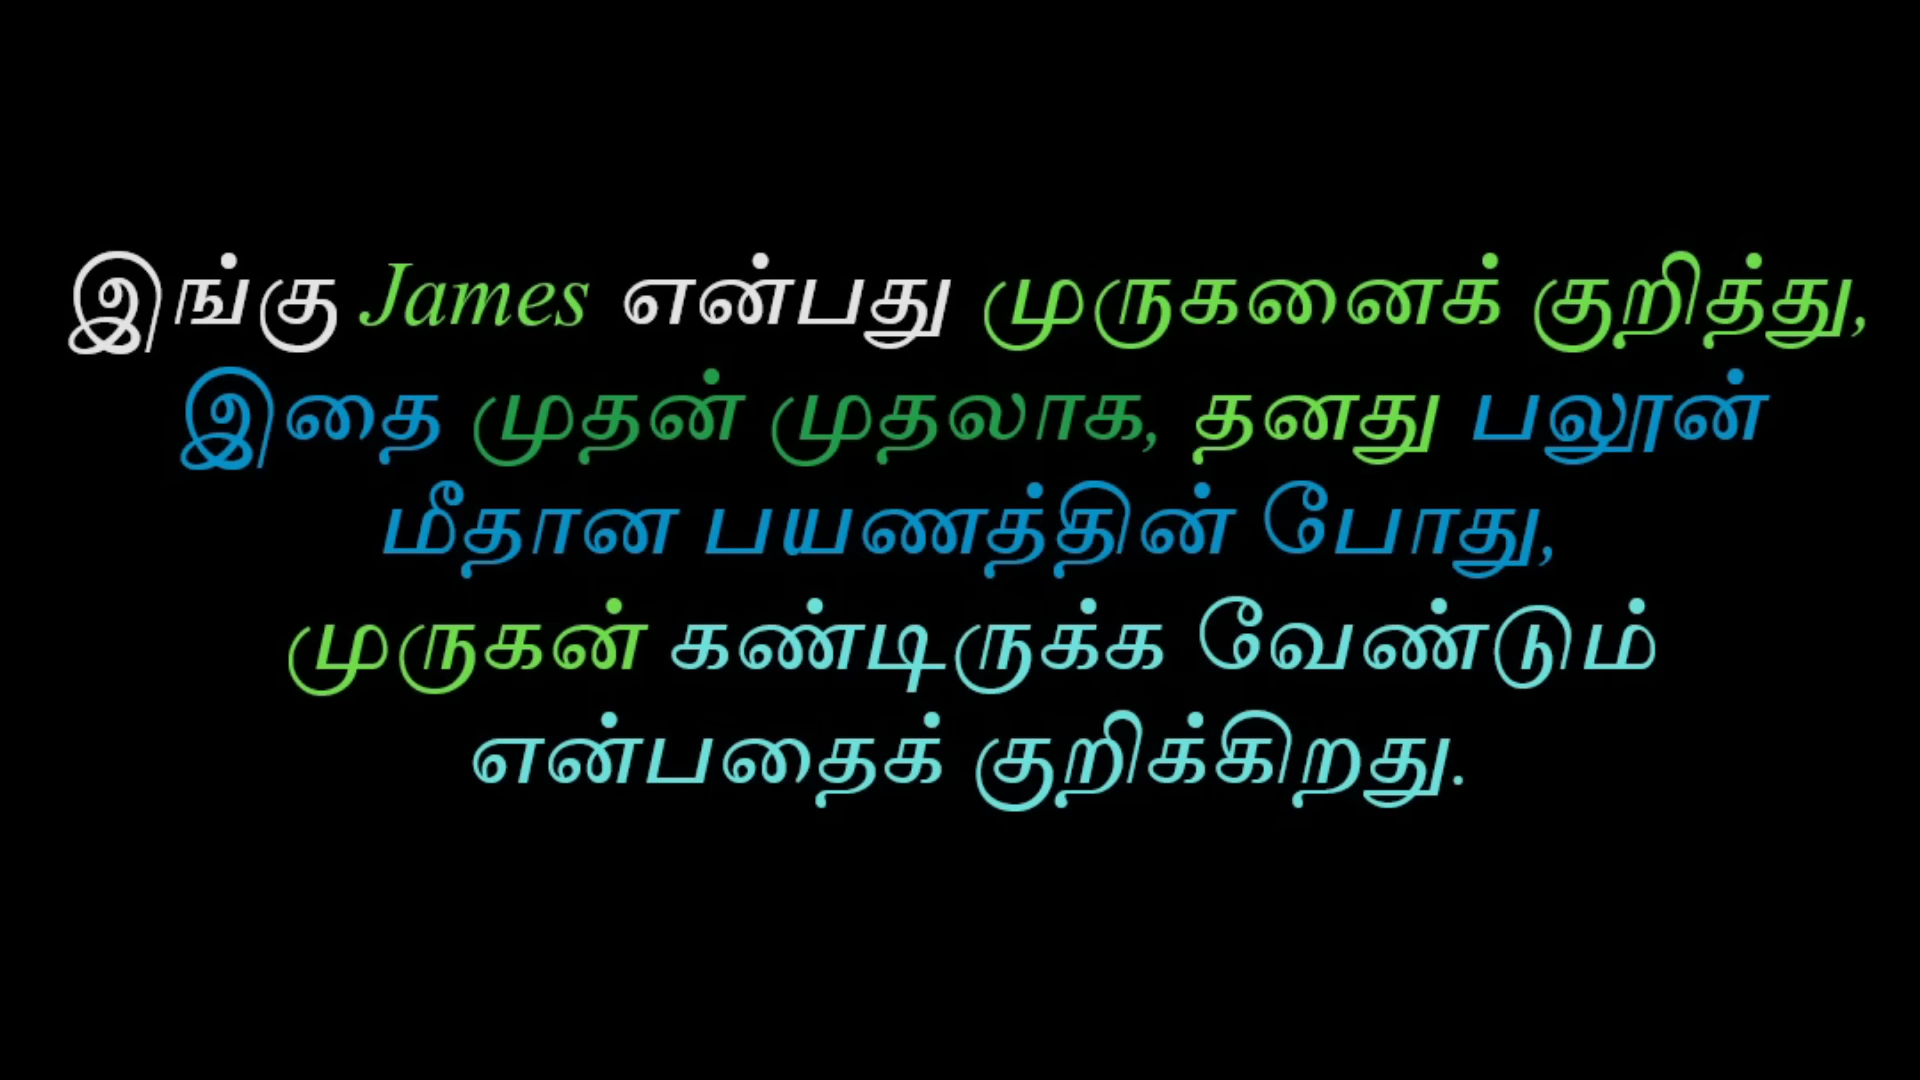 இங்கு James என்பது முருகனைக் குறித்து,
இதை முதன் முதலாக, தனது பலூன்
மீதான பயணத்தின் போது,
முருகன் கண்டிருக்க வேண்டும்
என்பதைக் குறிக்கிறது.